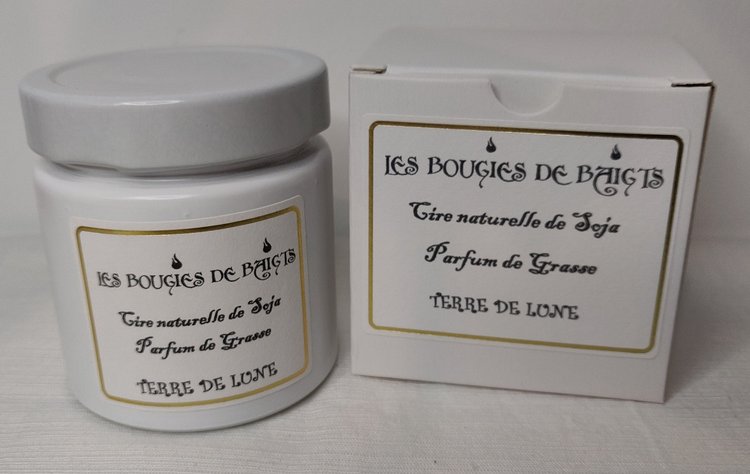 LES BOUGIES DE BAIGTS
Cire naturelle de Soja
Parfum de Grasse
TERRE DE LUNE
LES BOUGIES DE BAIGTS
Cire naturelle de Soja
Parfum de Grasse
TERRE DE LUNE